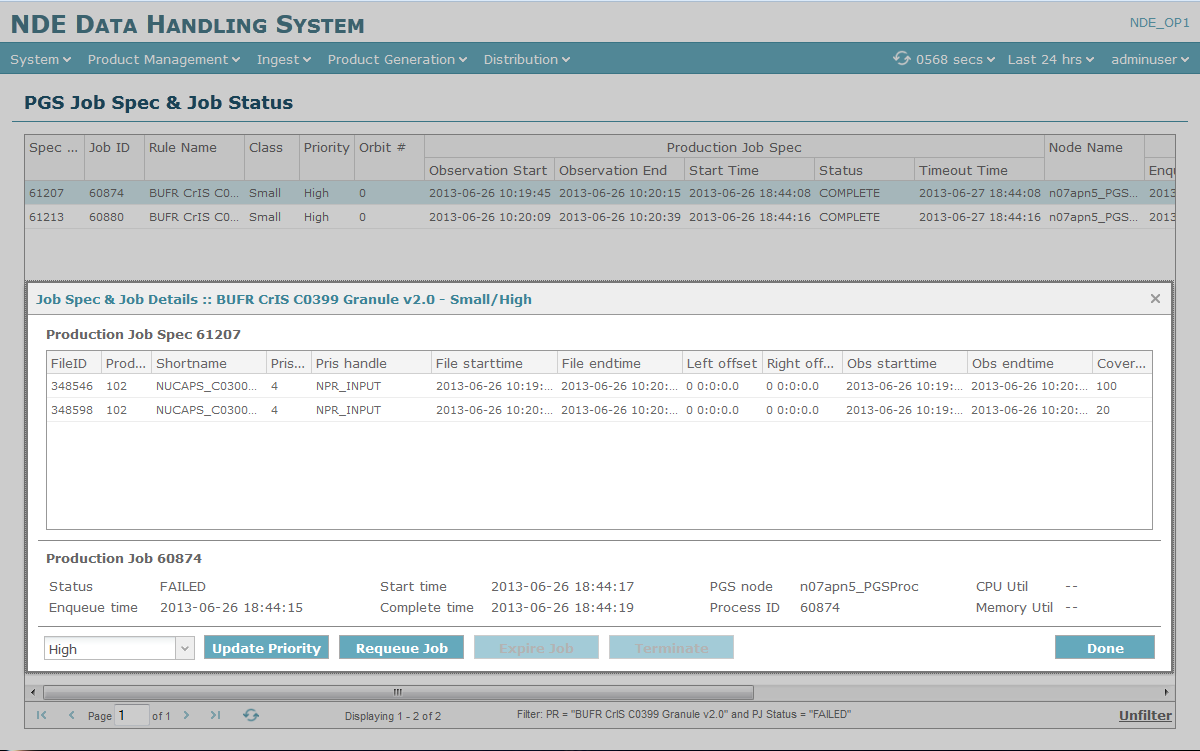 NDE DATA HANDLING SYSTEM NDE_OP1
System Product Management Ingest Product Generation Distribution 0568 secs Last 24 hrs adminuser
PGS Job Spec & Job Status
Spec ... Job ID Rule Name Class Priority Orbit # Production Job Spec Node Name
Observation Start Observation End Start Time Status Timeout Time Enqu
61207 60874 BUFR CrIS C0... Small High 0 2013-06-26 10:19:45 2013-06-26 10:20:15 2013-06-26 18:44:08 COMPLETE 2013-06-27 18:44:08 n07apn5_PGS... 2013
61213 60880 BUFR CrIS C0... Small High 0 2013-06-26 10:20:09 2013-06-26 10:20:39 2013-06-26 18:44:16 COMPLETE 2013-06-27 18:44:16 n07apn5_PGS... 2013
Job Spec & Job Details :: BUFR CrIS C0399 Granule v2.0 - Small/High
Production Job Spec 61207
FileID Prod... Shortname Pris... Pris handle File starttime File endtime Left offset Right off... Obs starttime Obs endtime Cover...
348546 102 NUCAPS_C0300... 4 NPR_INPUT 2013-06-26 10:19:... 2013-06-26 10:20:... 0 0:0:0.0 0 0:0:0.0 2013-06-26 10:19:... 2013-06-26 10:20:... 100
348598 102 NUCAPS_C0300... 4 NPR_INPUT 2013-06-26 10:20:... 2013-06-26 10:20:... 0 0:0:0.0 0 0:0:0.0 2013-06-26 10:19:... 2013-06-26 10:20:... 20
Production Job 60874
Status FAILED Start time 2013-06-26 18:44:17 PGS node n07apn5_PGSProc CPU Util --
Enqueue time 2013-06-26 18:44:15 Complete time 2013-06-26 18:44:19 Process ID 60874 Memory Util --
High Update Priority Requeue Job Expire Job Terminate Done
Page 1 of 1 Displaying 1 - 2 of 2 Filter: PR = "BUFR CrIS C0399 Granule v2.0" and PJ Status = "FAILED" Unfilter